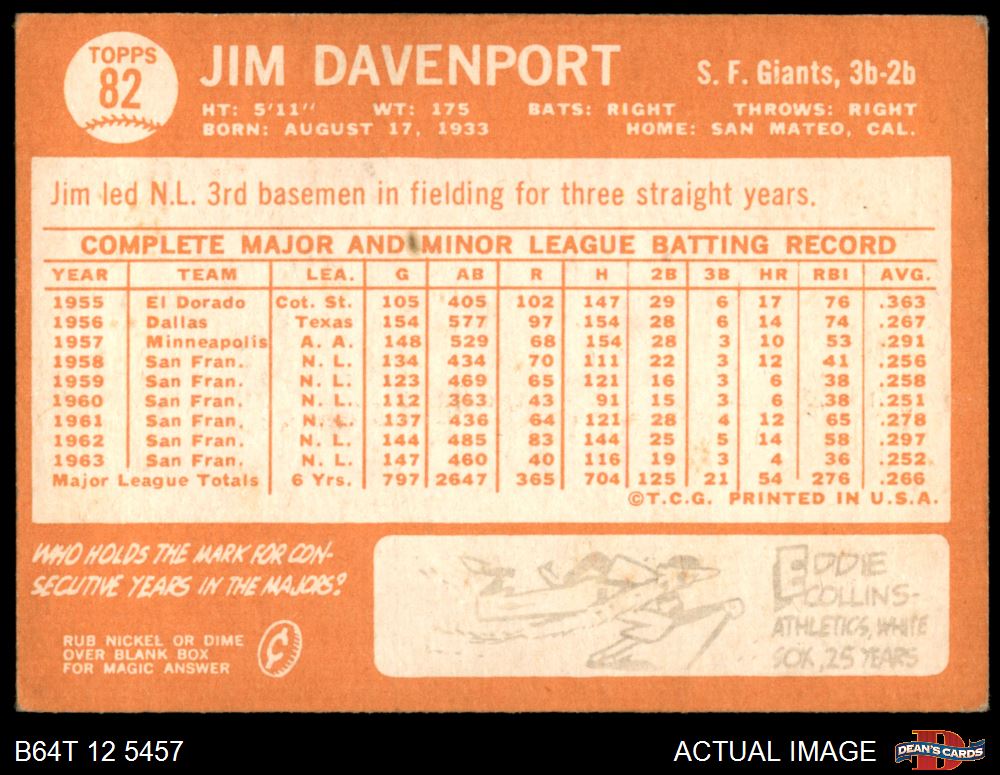 TOPPS
82
JIM DAVENPORT
S. F. Giants, 3b-2b
HT: 5'11" WT: 175 BATS: RIGHT THROWS: RIGHT
BORN: AUGUST 17, 1933 HOME: SAN MATEO, CAL.
Jim led N.L. 3rd basemen in fielding for three straight years.
COMPLETE MAJOR AND MINOR LEAGUE BATTING RECORD
YEAR TEAM LEA. G AB R H 2B 3B HR RBI AVG.
1955 El Dorado Cot. St. 105 405 102 147 29 6 17 76 .363
1956 Dallas Texas 154 577 97 154 28 6 14 74 .267
1957 Minneapolis A. A. 148 529 68 154 28 3 10 53 .291
1958 San Fran. N. L. 134 434 70 111 22 3 12 41 .256
1959 San Fran. N. L. 123 469 65 121 16 3 6 38 .258
1960 San Fran. N. L. 112 363 43 91 15 3 6 38 .251
1961 San Fran. N. L. 137 436 64 121 28 4 12 65 .278
1962 San Fran. N. L. 144 485 83 144 25 5 14 58 .297
1963 San Fran. N. L. 147 460 40 116 19 3 4 36 .252
Major League Totals 6 Yrs. 797 2647 365 704 125 21 54 276 .266
©T.C.G. PRINTED IN U.S.A.
WHO HOLDS THE MARK FOR CON-
SECUTIVE YEARS IN THE MAJORS?
RUB NICKEL OR DIME
OVER BLANK BOX
FOR MAGIC ANSWER
EDDIE
COLLINS-
ATHLETICS, WHITE
SOX, 25 YEARS
B64T 12 5457
ACTUAL IMAGE
DEAN'S CARDS